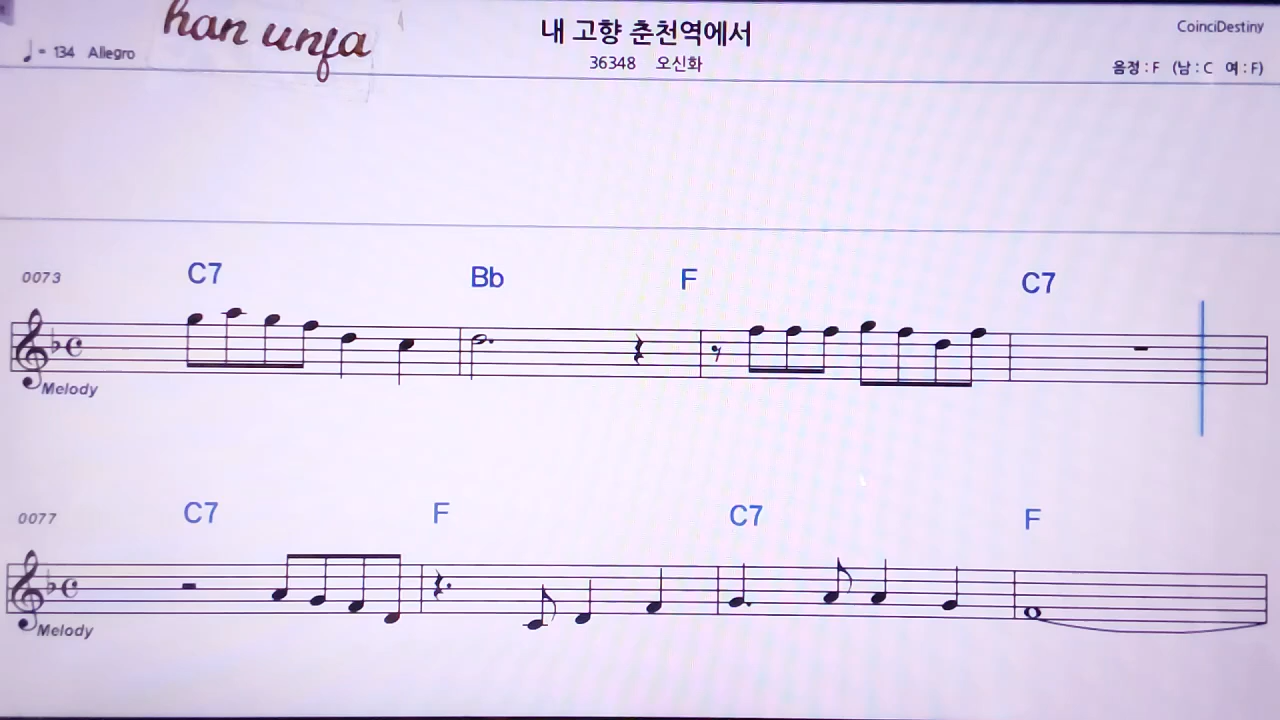 han unja
내 고향 춘천역에서
CoinciDestiny
♩= 134 Allegro
36348 오신화
음정 : F (남 : C 여 : F)
0073 C7 Bb F C7
Melody
0077 C7 F C7 F
Melody